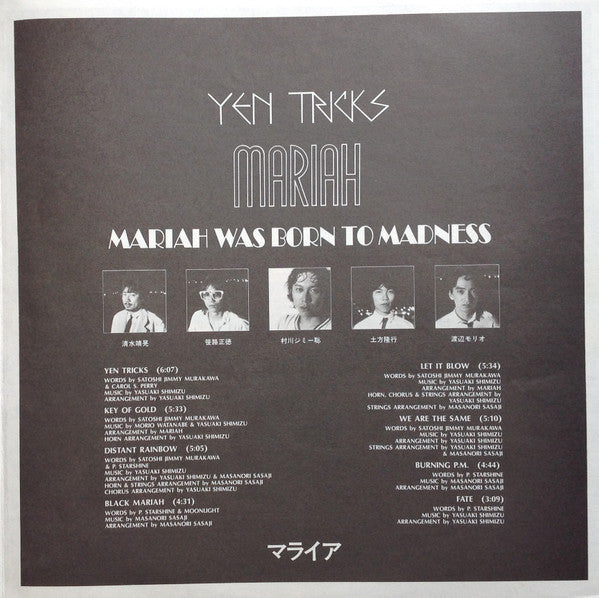 YEN TRICKS
MARIAH
MARIAH WAS BORN TO MADNESS
清水靖晃
笹路正徳
村川ジミー聡
土方隆行
渡辺モリオ
YEN TRICKS (6:07)
WORDS by SATOSHI JIMMY MURAKAWA
& CAROL S. PERRY
MUSIC by YASUAKI SHIMIZU
ARRANGEMENT by YASUAKI SHIMIZU
KEY OF GOLD (5:33)
WORDS by SATOSHI JIMMY MURAKAWA
MUSIC by MORIO WATANABE & YASUAKI SHIMIZU
ARRANGEMENT by MARIAH
HORN ARRANGEMENT by YASUAKI SHIMIZU
DISTANT RAINBOW (5:05)
WORDS by SATOSHI JIMMY MURAKAWA
& P. STARSHINE
MUSIC by YASUAKI SHIMIZU
ARRANGEMENT by YASUAKI SHIMIZU & MASANORI SASAJI
HORN & STRINGS ARRANGEMENT by MASANORI SASAJI
CHORUS ARRANGEMENT by YASUAKI SHIMIZU
BLACK MARIAH (4:31)
WORDS by P. STARSHINE & MOONLIGHT
MUSIC by MASANORI SASAJI
ARRANGEMENT by MASANORI SASAJI
LET IT BLOW (5:34)
WORDS by SATOSHI JIMMY MURAKAWA
MUSIC by YASUAKI SHIMIZU
ARRANGEMENT by MARIAH
HORN, CHORUS & STRINGS ARRANGEMENT by
YASUAKI SHIMIZU
STRINGS ARRANGEMENT by MASANORI SASAJI
WE ARE THE SAME (5:10)
WORDS by SATOSHI JIMMY MURAKAWA
MUSIC by YASUAKI SHIMIZU
ARRANGEMENT by YASUAKI SHIMIZU
STRINGS ARRANGEMENT by YASUAKI SHIMIZU
& MASANORI SASAJI
BURNING P.M. (4:44)
WORDS by P. STARSHINE
MUSIC by MASANORI SASAJI
ARRANGEMENT by MASANORI SASAJI
FATE (3:09)
WORDS by P. STARSHINE
MUSIC by YASUAKI SHIMIZU
ARRANGEMENT by YASUAKI SHIMIZU
マライア